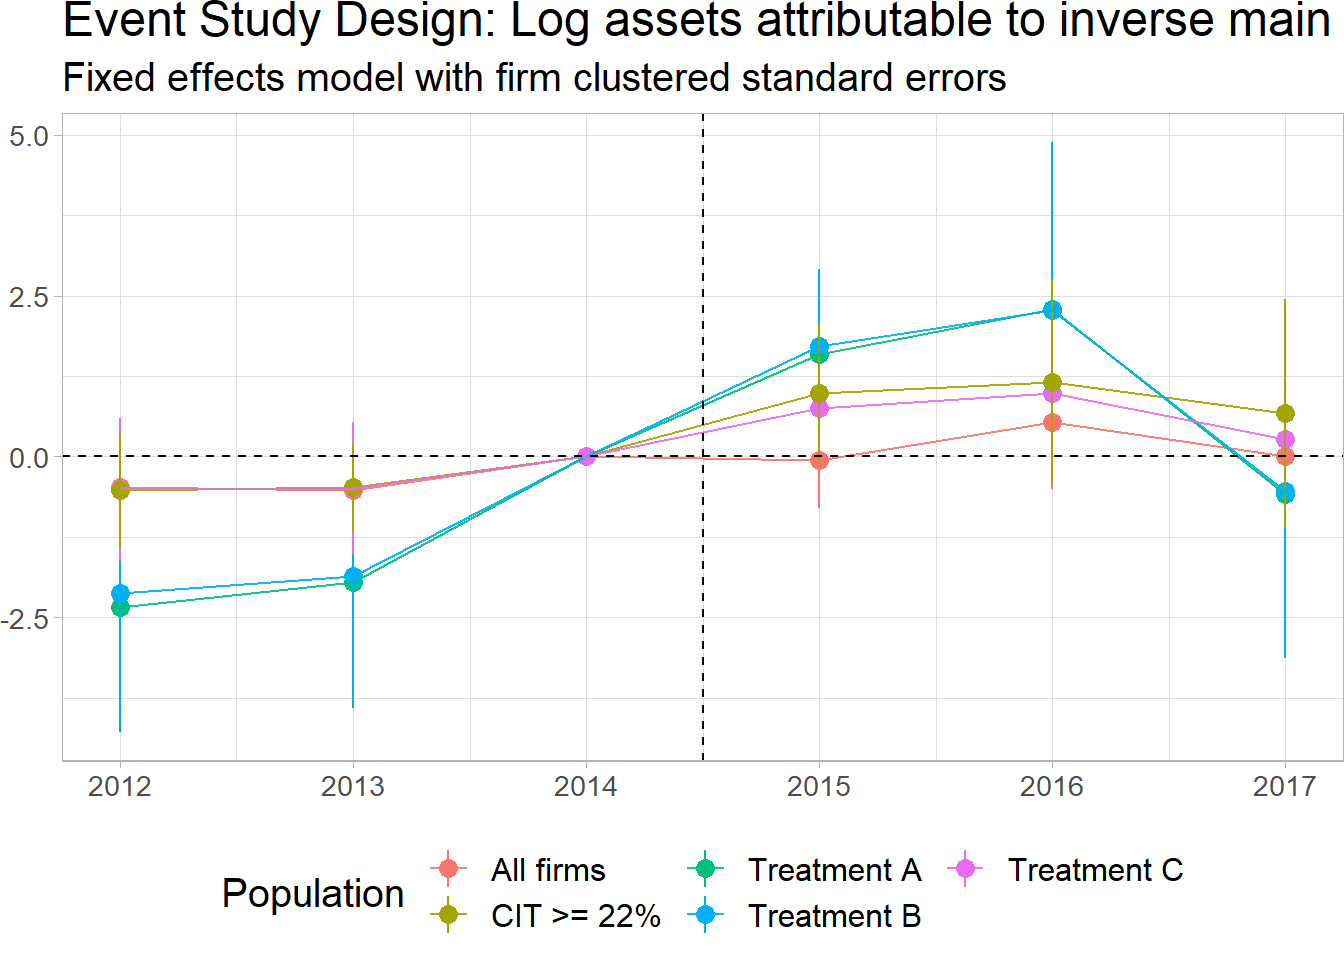 Event Study Design: Log assets attributable to inverse main
Fixed effects model with firm clustered standard errors
5.0
2.5
0.0
-2.5
2012 2013 2014 2015 2016 2017
Population
All firms Treatment A Treatment C
CIT >= 22% Treatment B